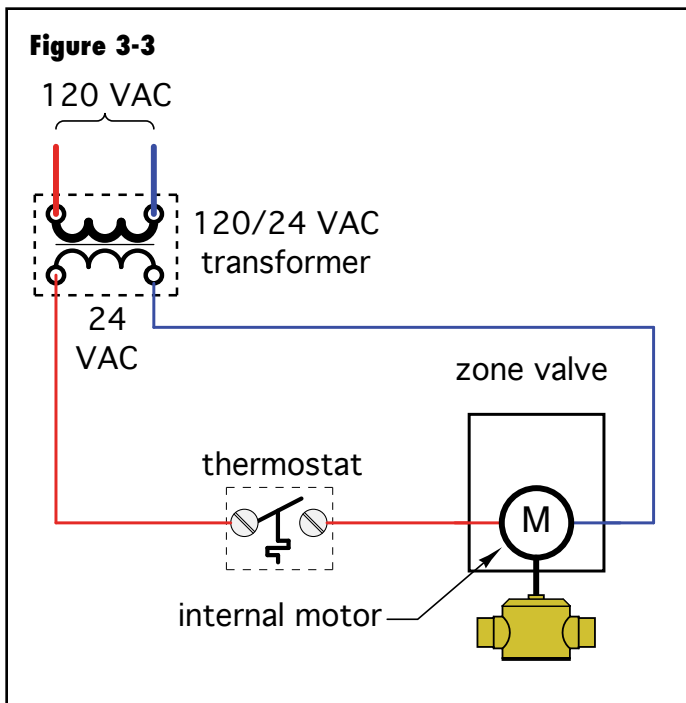 Figure 3-3
120 VAC
120/24 VAC
transformer
24
VAC
zone valve
thermostat
M
internal motor